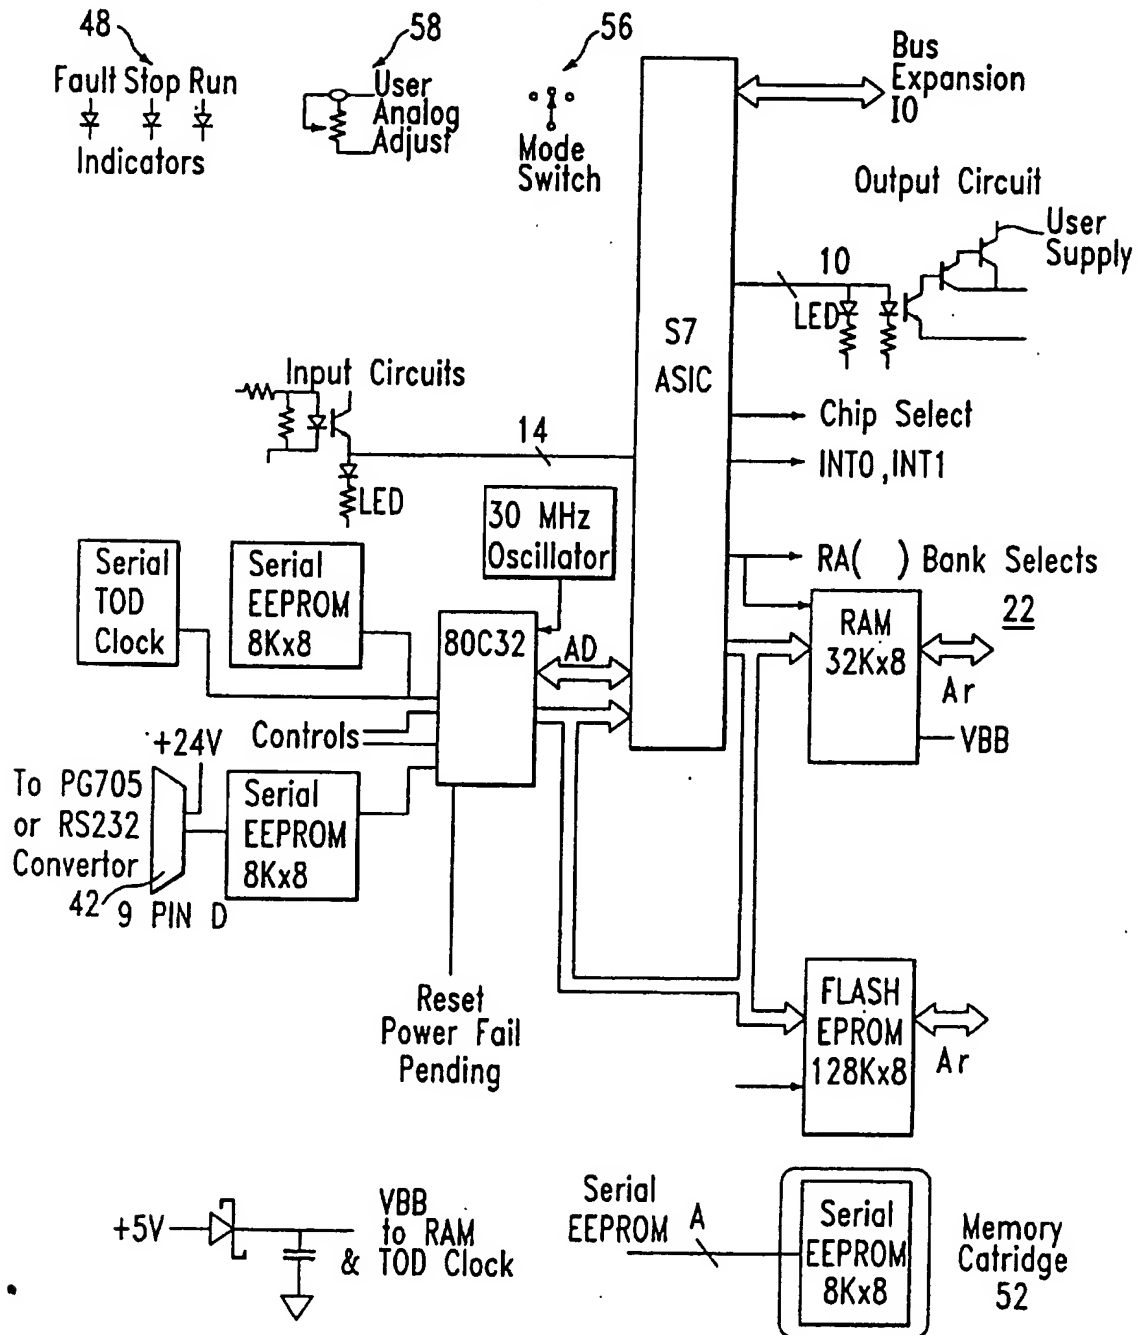 48
Fault Stop Run
Indicators
58
User
Analog
Adjust
56
Mode
Switch
Bus
Expansion
IO
Output Circuit
User
Supply
10
LED
S7
ASIC
Input Circuits
14
LED
Chip Select
INT0,INT1
30 MHz
Oscillator
RA( ) Bank Selects
22
Serial
TOD
Clock
Serial
EEPROM
8Kx8
80C32
AD
RAM
32Kx8
Ar
VBB
Controls
+24V
To PG705
or RS232
Convertor
42
9 PIN D
Serial
EEPROM
8Kx8
Reset
Power Fail
Pending
FLASH
EPROM
128Kx8
Ar
+5V
VBB
to RAM
& TOD Clock
Serial
EEPROM
A
Serial
EEPROM
8Kx8
Memory
Catridge
52